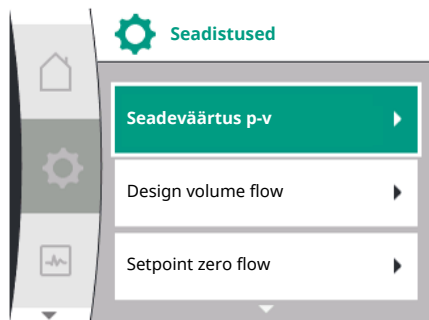 Seadistused
Seadeväärtus p-v
Design volume flow
Setpoint zero flow